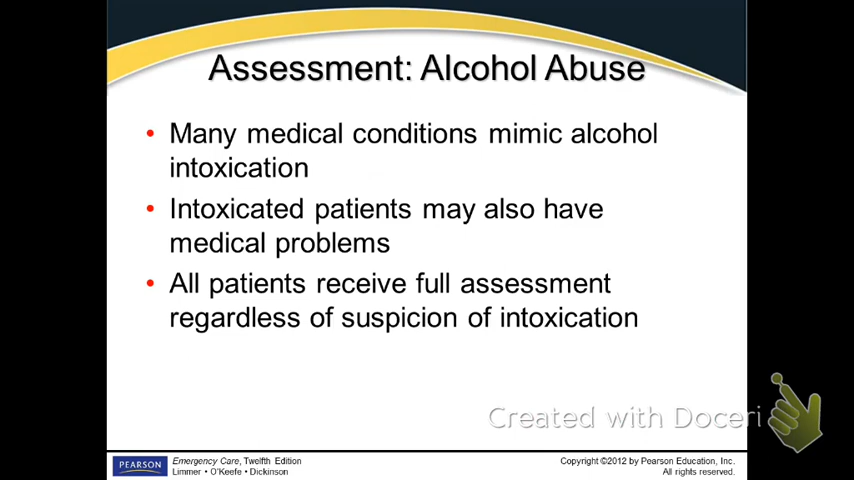 Assessment: Alcohol Abuse
• Many medical conditions mimic alcohol
intoxication
• Intoxicated patients may also have
medical problems
• All patients receive full assessment
regardless of suspicion of intoxication
Created with Doceri
PEARSON
Emergency Care, Twelfth Edition
Limmer • O'Keefe • Dickinson
Copyright ©2012 by Pearson Education, Inc.
All rights reserved.